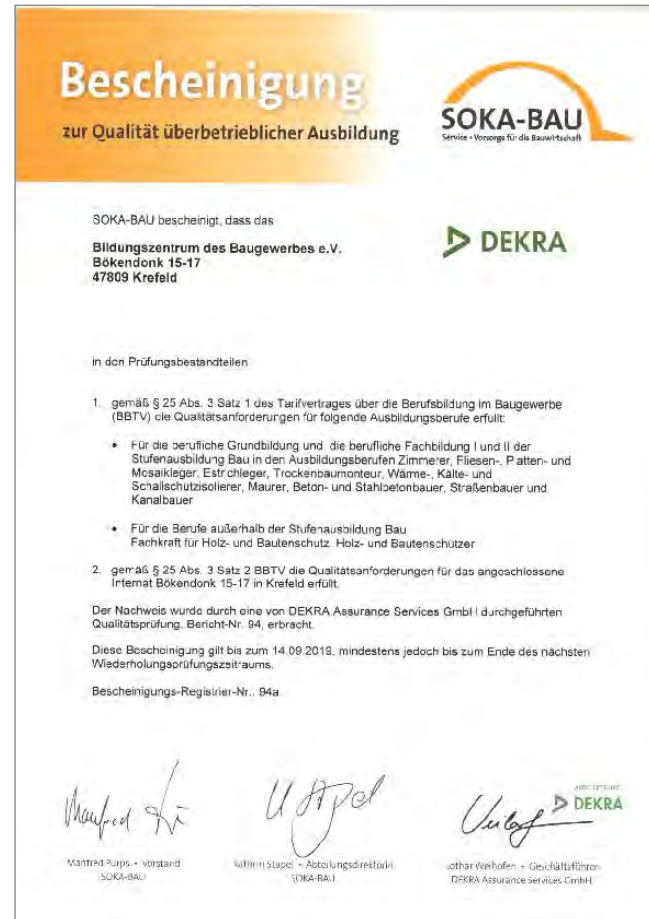 Bescheinigung
zur Qualität überbetrieblicher Ausbildung
SOKA-BAU
Service • Vorsorge für die Bauwirtschaft
SOKA-BAU bescheinigt, dass das
Bildungszentrum des Baugewerbes e.V.
Bökendonk 15-17
47809 Krefeld
DEKRA
in den Prüfungsbestandteilen
1. gemäß § 25 Abs. 3 Satz 1 des Tarifvertrages über die Berufsbildung im Baugewerbe
(BBTV) die Qualitätsanforderungen für folgende Ausbildungsberufe erfüllt:
• Für die berufliche Grundbildung und die berufliche Fachbildung I und II der
Stufenausbildung Bau in den Ausbildungsberufen Zimmerer, Fliesen-, Platten- und
Mosaikleger, Estrichleger, Trockenbaumonteur, Wärme-, Kälte- und
Schallschutzisolierer, Maurer, Beton- und Stahlbetonbauer, Straßenbauer und
Kanalbauer
• Für die Berufe außerhalb der Stufenausbildung Bau
Fachkraft für Holz- und Bautenschutz, Holz- und Bautenschützer
2. gemäß § 25 Abs. 3 Satz 2 BBTV die Qualitätsanforderungen für das angeschlossene
Internat Bökendonk 15-17 in Krefeld erfüllt.
Der Nachweis wurde durch eine von DEKRA Assurance Services GmbH durchgeführten
Qualitätsprüfung, Bericht-Nr. 94, erbracht.
Diese Bescheinigung gilt bis zum 14.09.2019, mindestens jedoch bis zum Ende des nächsten
Wiederholungsprüfungszeitraums.
Bescheinigungs-Registrier-Nr.: 94a
Manfred
DEKRA
Manfred Purps • Vorstand
SOKA-BAU
Kathrin Stapel • Abteilungsdirektorin
SOKA-BAU
Lothar Weihofen • Geschäftsführer
DEKRA Assurance Services GmbH